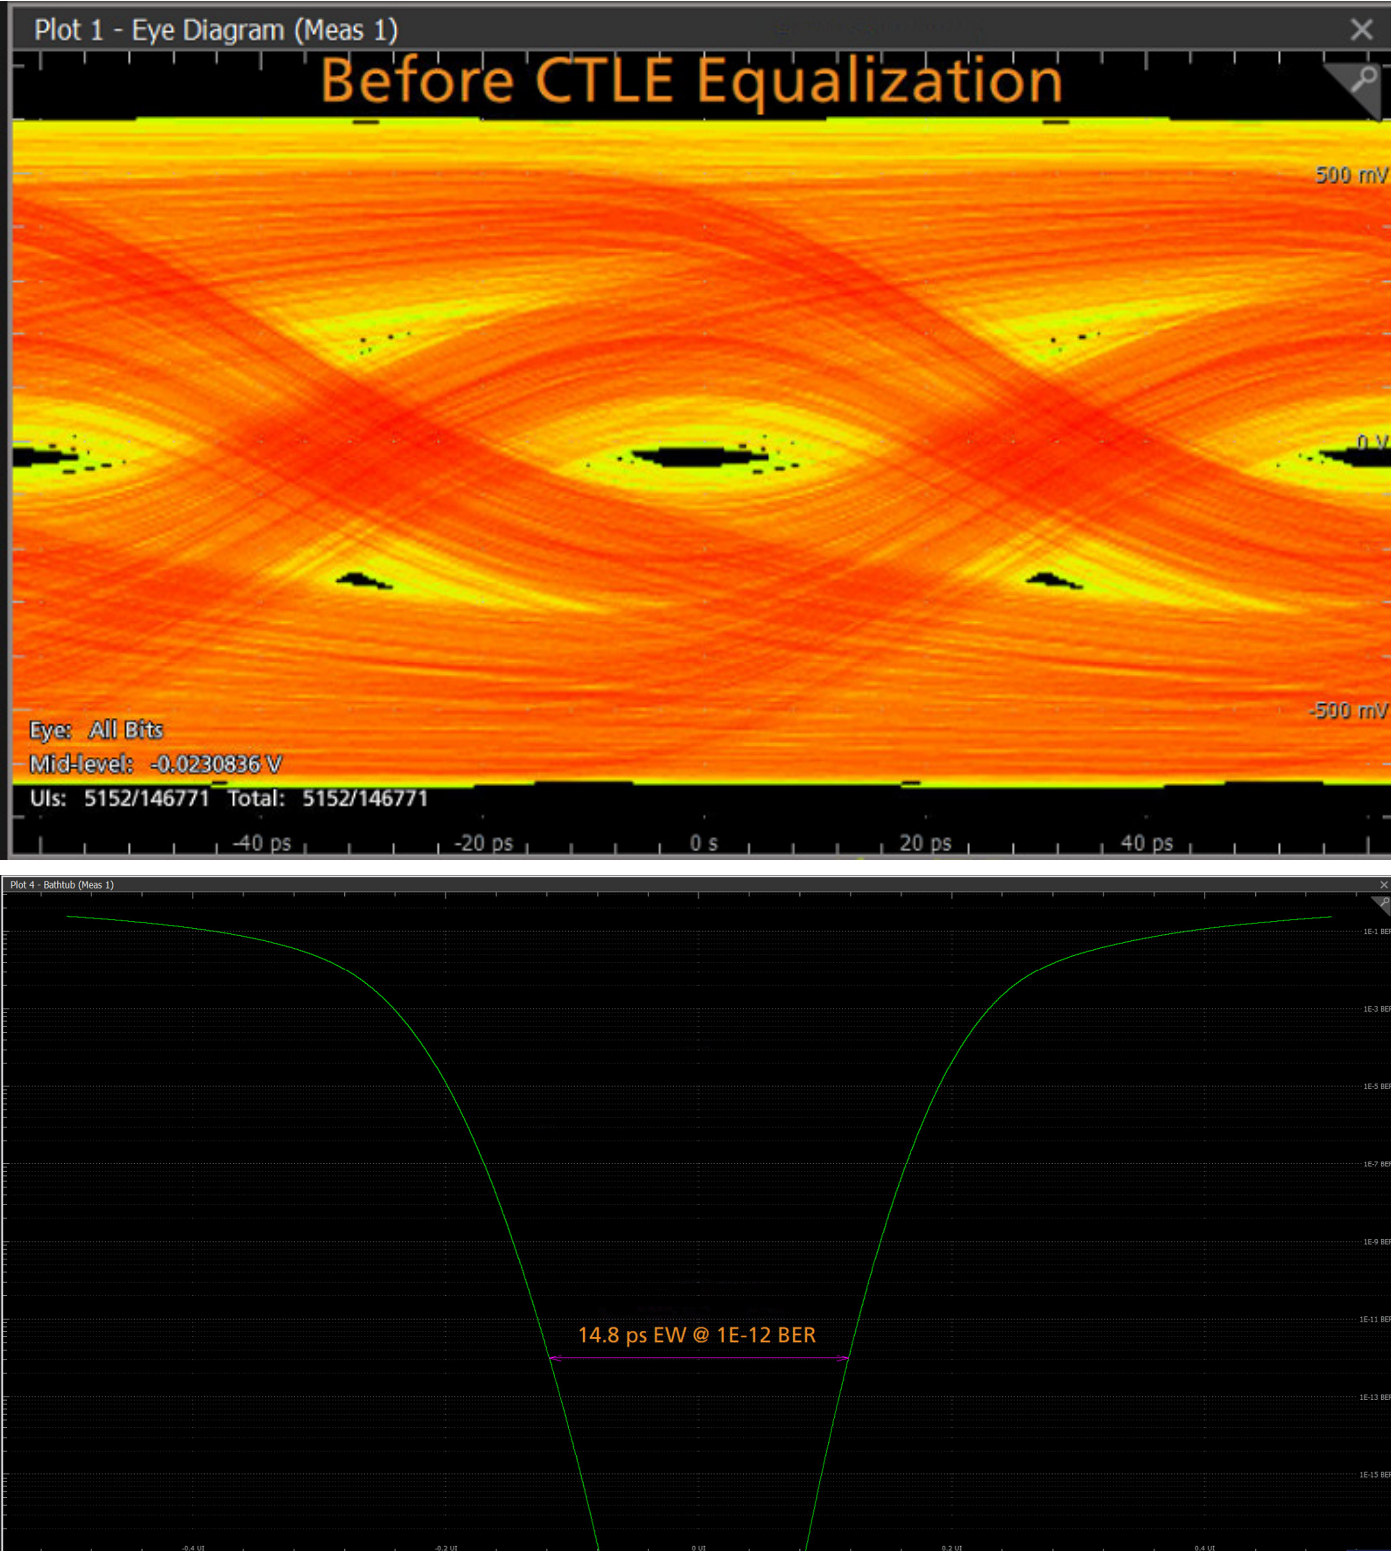 Plot 1 - Eye Diagram (Meas 1)
Before CTLE Equalization
500 mV
0 V
-500 mV
Eye: All Bits
Mid-level: -0.0230836 V
UIs: 5152/146771 Total: 5152/146771
-40 ps -20 ps 0 s 20 ps 40 ps
Plot 4 - Bathtub (Meas 1)
1E-1 BER
1E-3 BER
1E-5 BER
1E-7 BER
1E-9 BER
1E-11 BER
14.8 ps EW @ 1E-12 BER
1E-13 BER
1E-15 BER
-0.4 UI -0.2 UI 0 UI 0.2 UI 0.4 UI